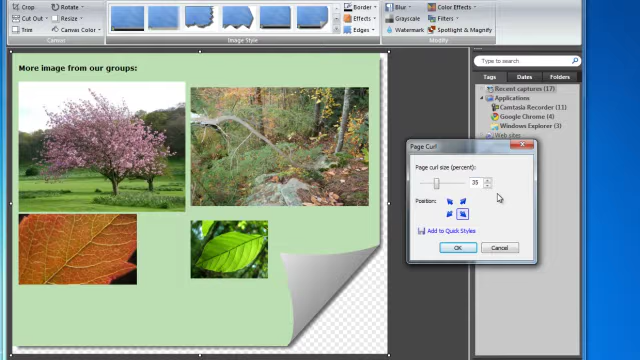 Crop Rotate Border Blur Color Effects
Cut Out Resize Effects Grayscale Filters
Trim Canvas Color Edges Watermark Spotlight & Magnify
Canvas Image Style Modify
More image from our groups:
Type to search
Tags Dates Folders
Recent captures (17)
Applications
Camtasia Recorder (11)
Google Chrome (4)
Windows Explorer (3)
Web sites
Page Curl
Page curl size (percent):
35
Position:
Add to Quick Styles
OK Cancel